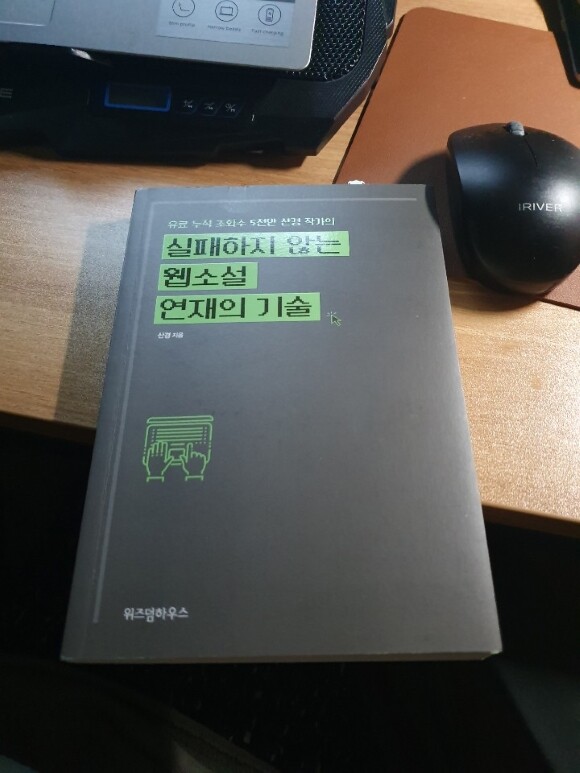 유료 누적 조회수 5천만 산경 작가의
실패하지 않는
웹소설
연재의 기술
산경 지음
위즈덤하우스
IRIVER